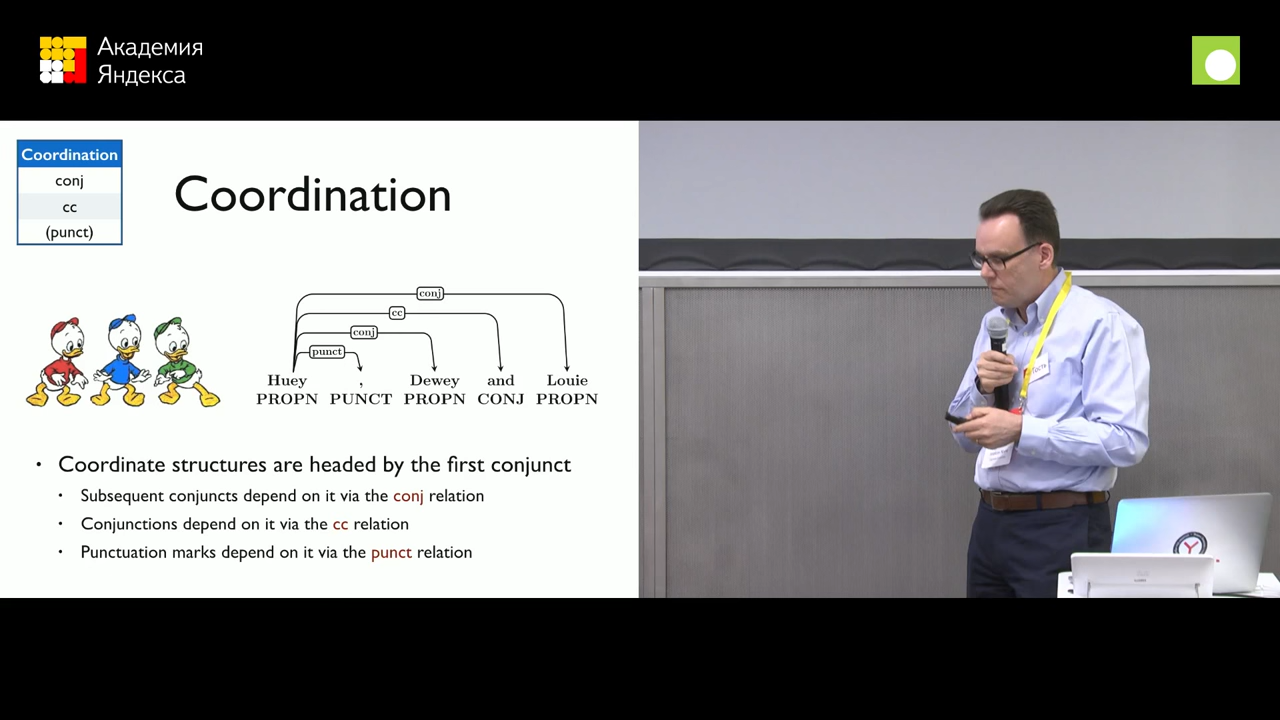 Академия
Яндекса
Coordination
conj
cc
(punct)
Coordination
conj
cc
conj
punct
Huey , Dewey and Louie
PROPN PUNCT PROPN CONJ PROPN
• Coordinate structures are headed by the first conjunct
• Subsequent conjuncts depend on it via the conj relation
• Conjunctions depend on it via the cc relation
• Punctuation marks depend on it via the punct relation
Гость
Y